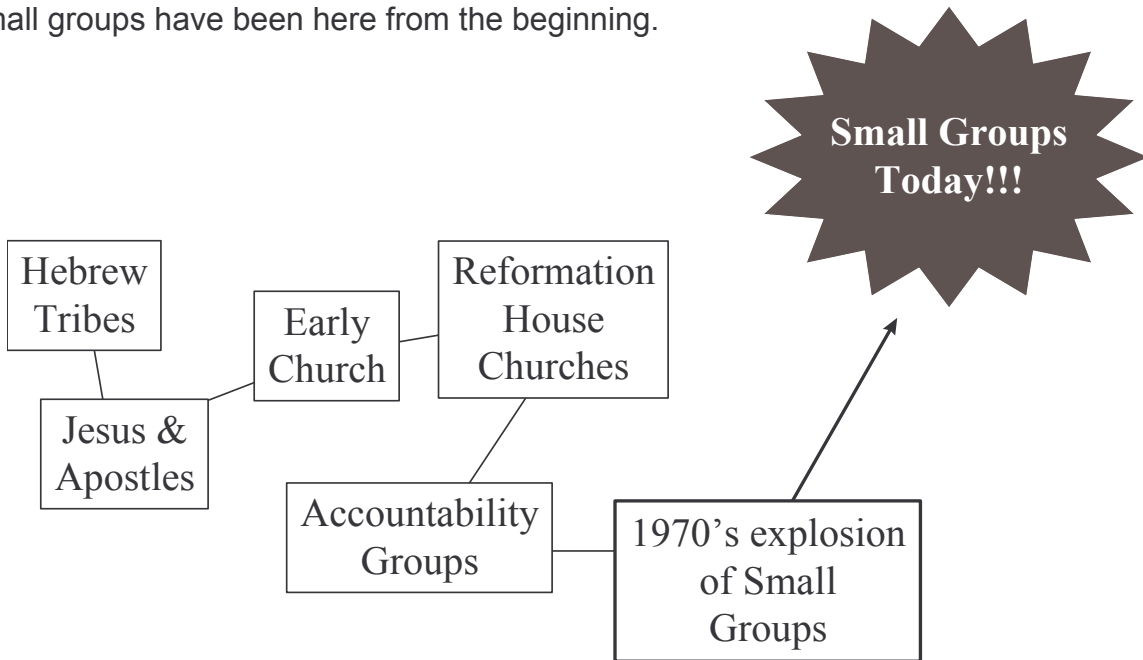 mall groups have been here from the beginning.
Small Groups
Today!!!
Hebrew
Tribes
Jesus &
Apostles
Early
Church
Reformation
House
Churches
Accountability
Groups
1970’s explosion
of Small
Groups